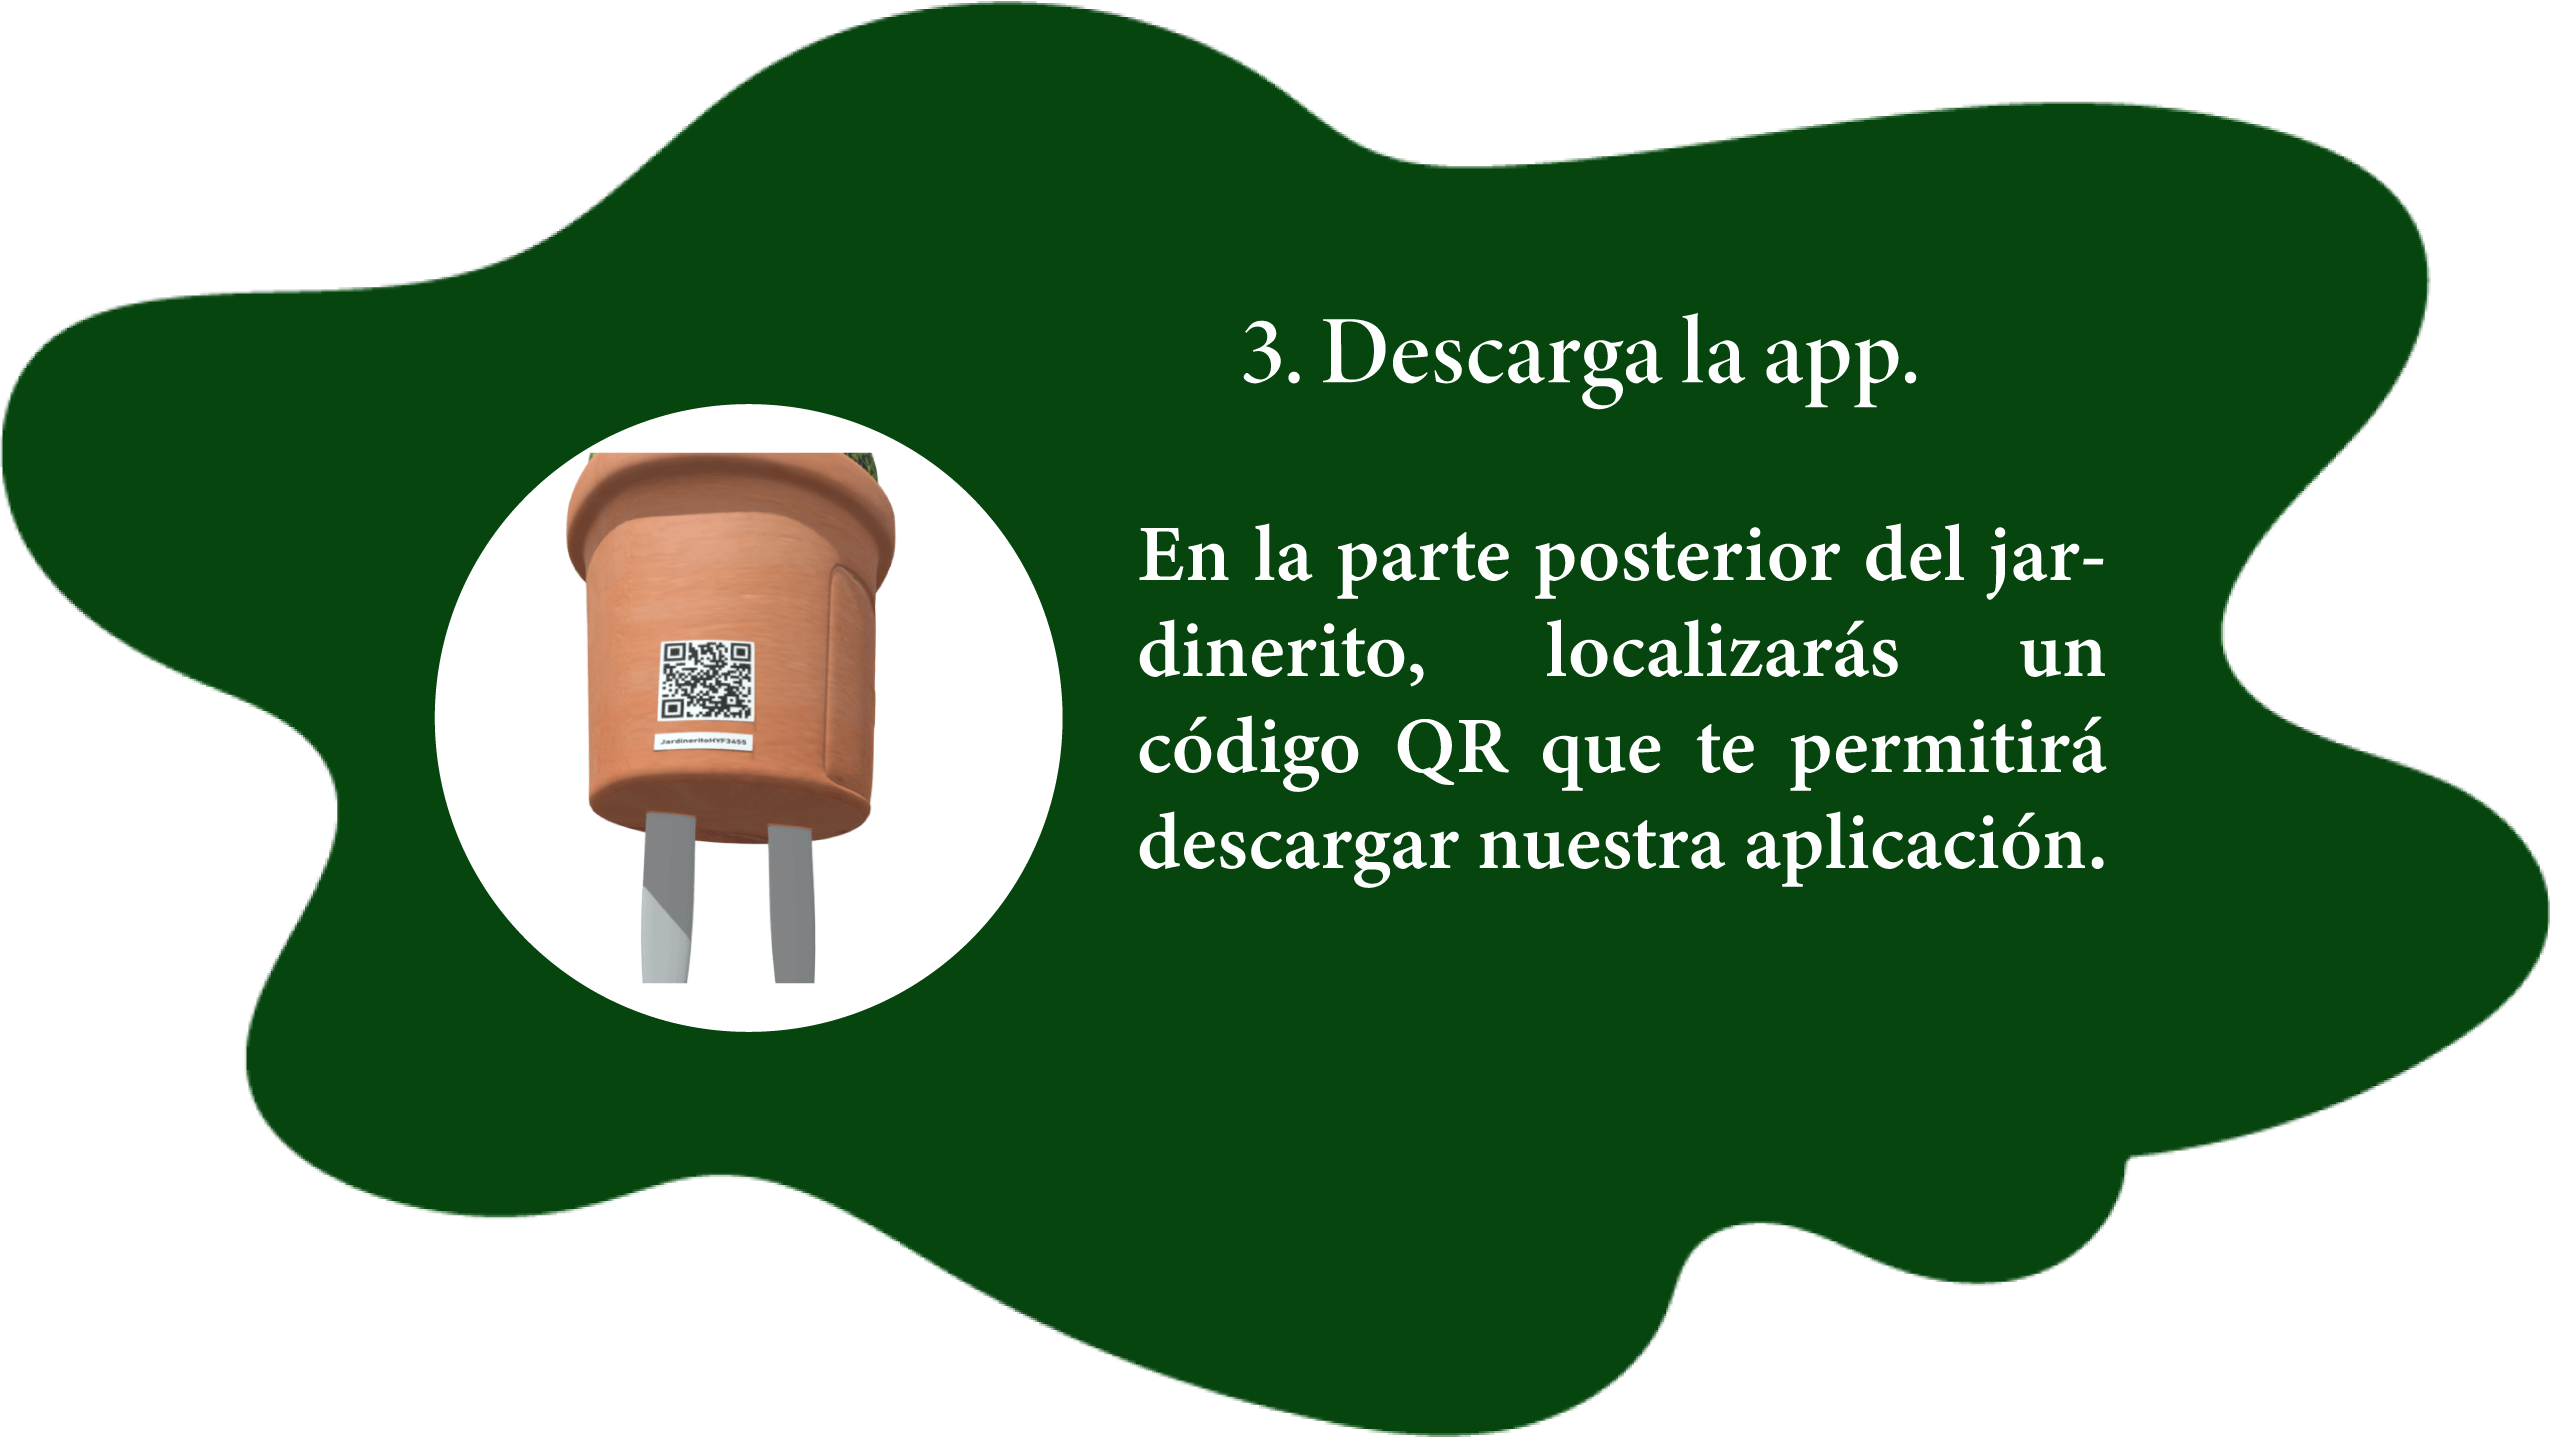 3. Descarga la app.
En la parte posterior del jar-
dinerito, localizarás un
código QR que te permitirá
descargar nuestra aplicación.
JardineritoHYF3455